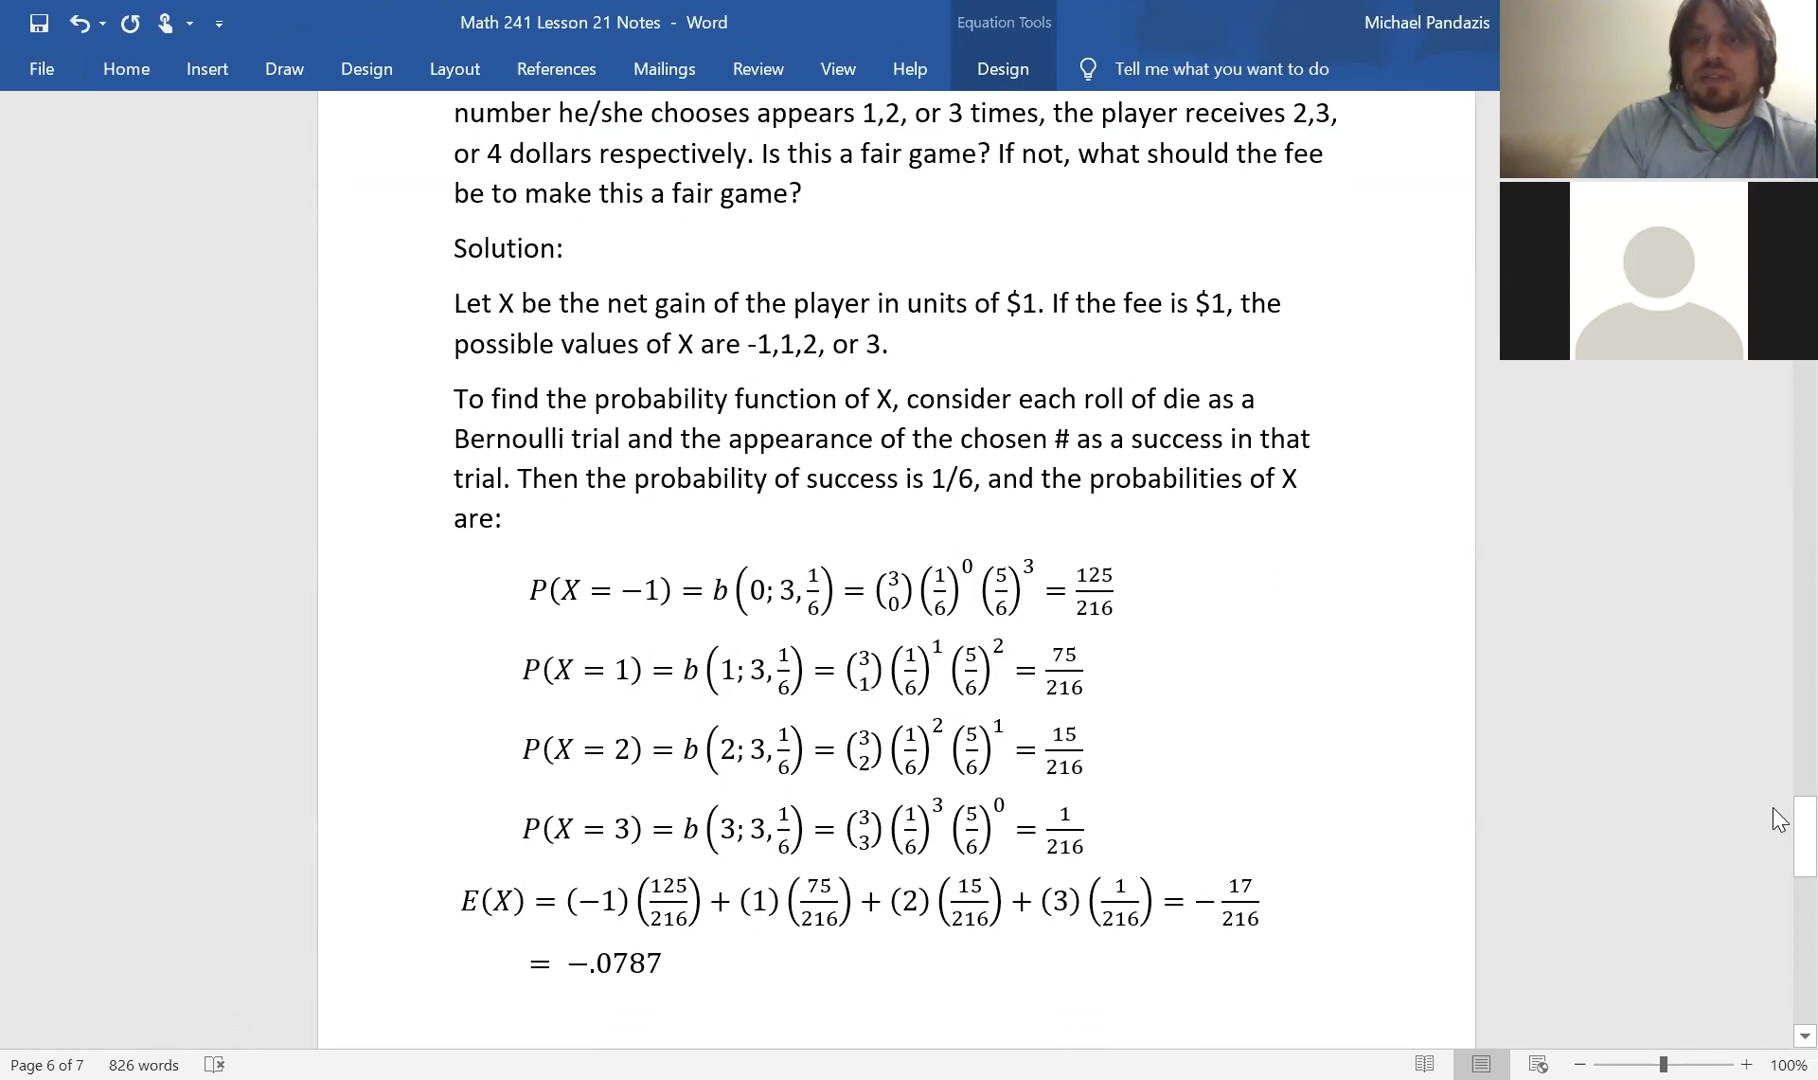 Math 241 Lesson 21 Notes - Word
Equation Tools
Michael Pandazis
File Home Insert Draw Design Layout References Mailings Review View Help Design Tell me what you want to do
number he/she chooses appears 1,2, or 3 times, the player receives 2,3,
or 4 dollars respectively. Is this a fair game? If not, what should the fee
be to make this a fair game?
Solution:
Let X be the net gain of the player in units of $1. If the fee is $1, the
possible values of X are -1,1,2, or 3.
To find the probability function of X, consider each roll of die as a
Bernoulli trial and the appearance of the chosen # as a success in that
trial. Then the probability of success is 1/6, and the probabilities of X
are:
P(X = −1) = b(0; 3, 1/6) = (3 0)(1/6)^0 (5/6)^3 = 125/216
P(X = 1) = b(1; 3, 1/6) = (3 1)(1/6)^1 (5/6)^2 = 75/216
P(X = 2) = b(2; 3, 1/6) = (3 2)(1/6)^2 (5/6)^1 = 15/216
P(X = 3) = b(3; 3, 1/6) = (3 3)(1/6)^3 (5/6)^0 = 1/216
E(X) = (−1)(125/216) + (1)(75/216) + (2)(15/216) + (3)(1/216) = −17/216
= −.0787
Page 6 of 7 826 words
100%